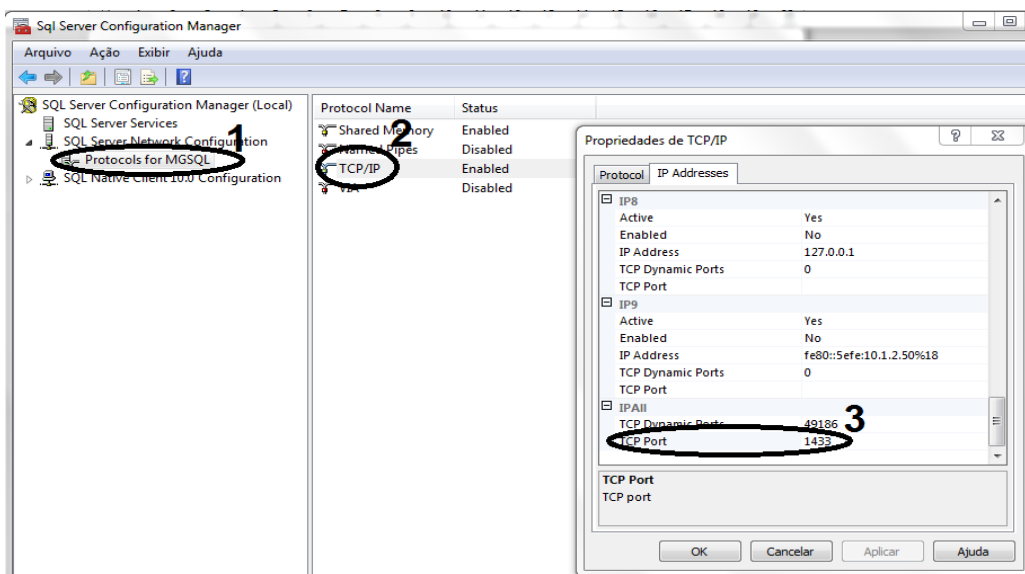 Sql Server Configuration Manager
Arquivo Ação Exibir Ajuda
SQL Server Configuration Manager (Local)
SQL Server Services
SQL Server Network Configuration
Protocols for MGSQL
SQL Native Client 10.0 Configuration
1
Protocol Name Status
Shared Memory Enabled
Named Pipes Disabled
TCP/IP Enabled
VIA Disabled
2
Propriedades de TCP/IP
Protocol IP Addresses
IP8
Active Yes
Enabled No
IP Address 127.0.0.1
TCP Dynamic Ports 0
TCP Port
IP9
Active Yes
Enabled No
IP Address fe80::5efe:10.1.2.50%18
TCP Dynamic Ports 0
TCP Port
IPAll
TCP Dynamic Ports 49186
TCP Port 1433
3
TCP Port
TCP port
OK Cancelar Aplicar Ajuda